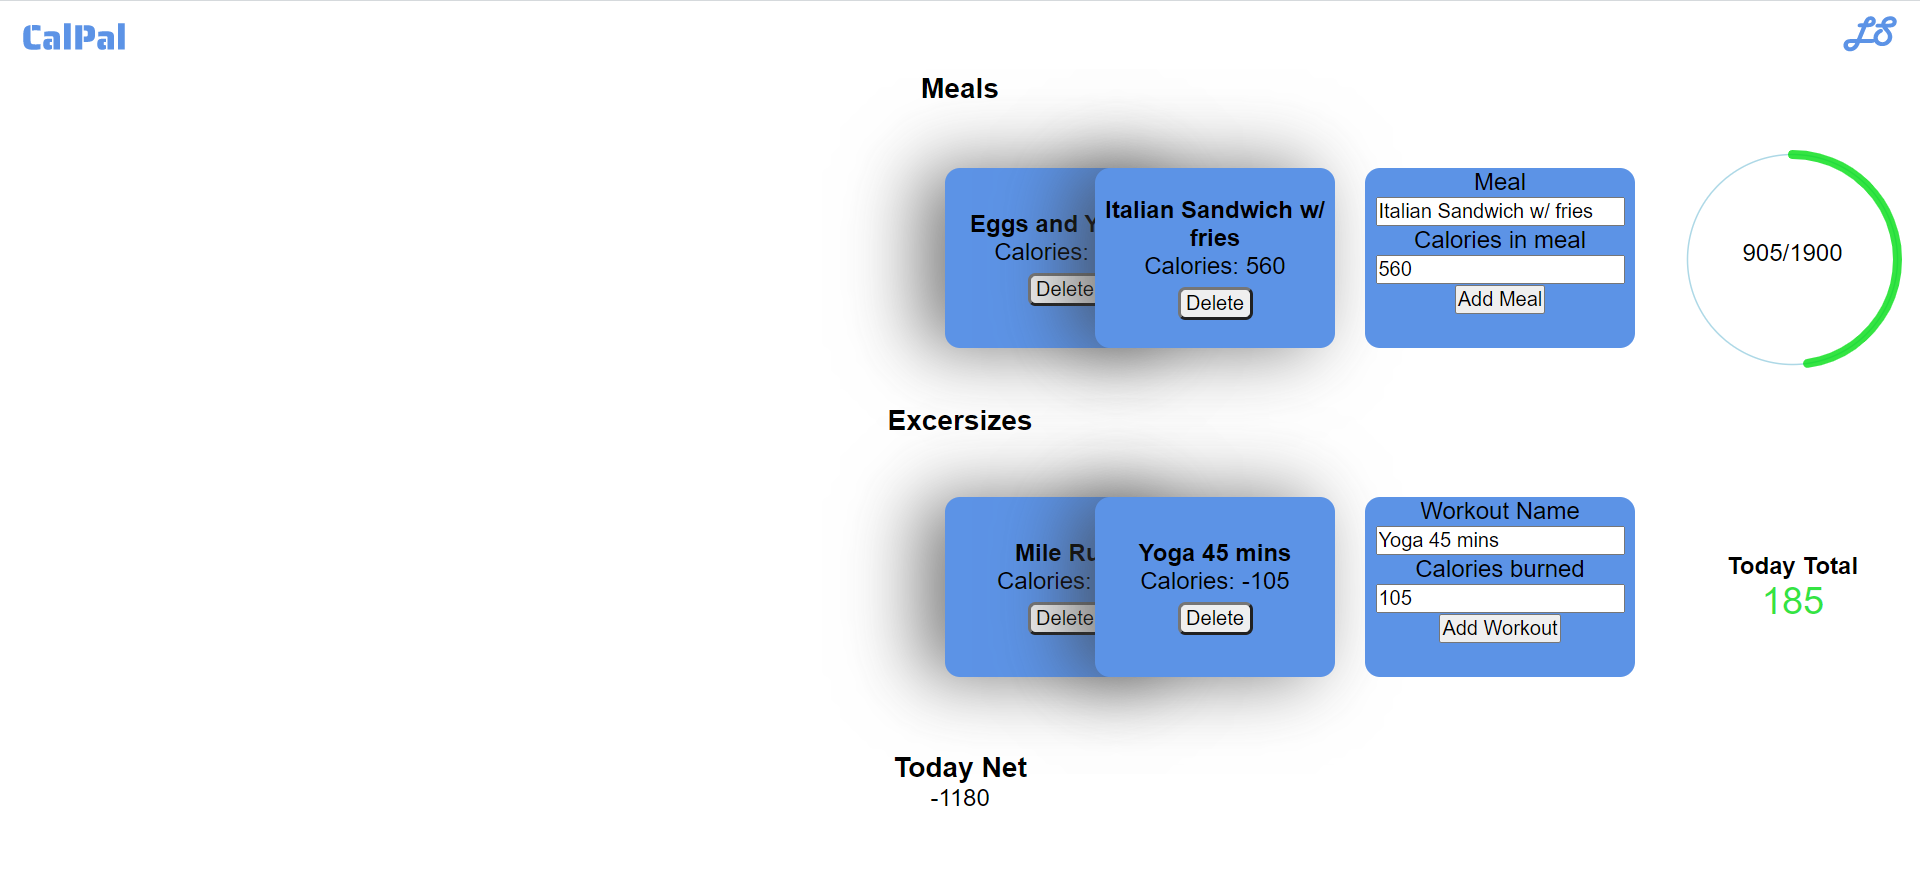 CalPal
LS
Meals
Eggs and
Calories:
Delete
Italian Sandwich w/
fries
Calories: 560
Delete
Meal
Italian Sandwich w/ fries
Calories in meal
560
Add Meal
905/1900
Excersizes
Mile
Calories:
Delete
Yoga 45 mins
Calories: -105
Delete
Workout Name
Yoga 45 mins
Calories burned
105
Add Workout
Today Total
185
Today Net
-1180